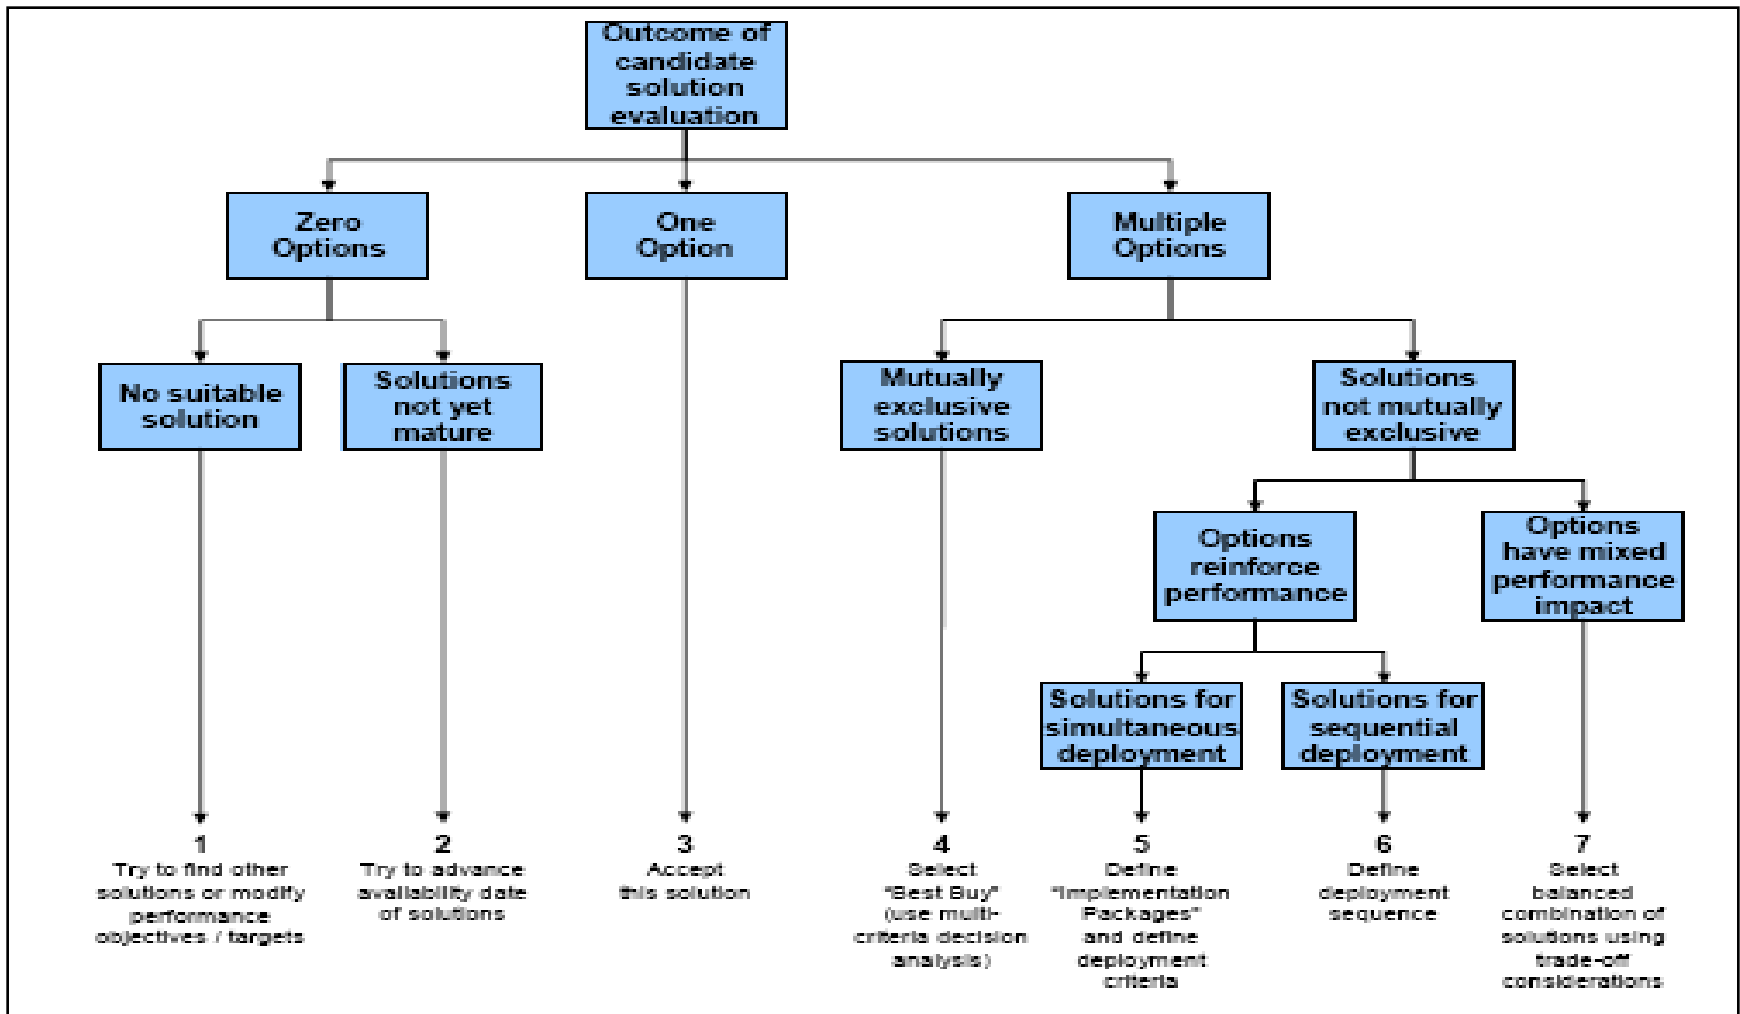 Outcome of
candidate
solution
evaluation
Zero
Options
One
Option
Multiple
Options
No suitable
solution
Solutions
not yet
mature
Mutually
exclusive
solutions
Solutions
not mutually
exclusive
Options
reinforce
performance
Options
have mixed
performance
impact
Solutions for
simultaneous
deployment
Solutions for
sequential
deployment
1
Try to find other
solutions or modify
performance
objectives / targets
2
Try to advance
availability date
of solutions
3
Accept
this solution
4
Select
"Best Buy"
(use multi-
criteria decision
analysis)
5
Define
"Implementation
Packages"
and define
deployment
criteria
6
Define
deployment
sequence
7
Select
balanced
combination of
solutions using
trade-off
considerations